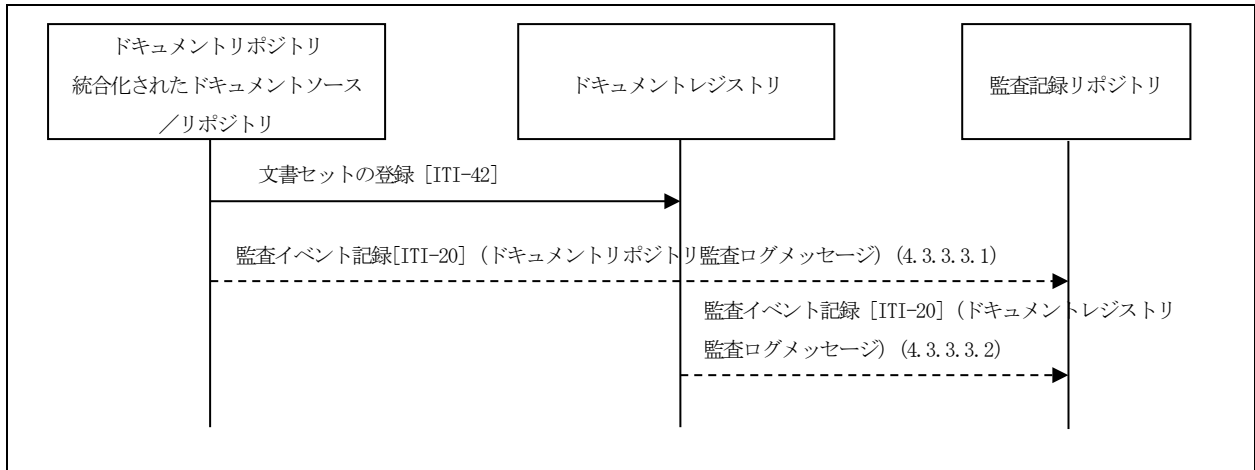 ドキュメントリポジトリ
統合化されたドキュメントソース
／リポジトリ
ドキュメントレジストリ
監査記録リポジトリ
文書セットの登録［ITI-42］
監査イベント記録[ITI-20]（ドキュメントリポジトリ監査ログメッセージ）(4.3.3.3.1)
監査イベント記録［ITI-20］（ドキュメントレジストリ
監査ログメッセージ）(4.3.3.3.2)